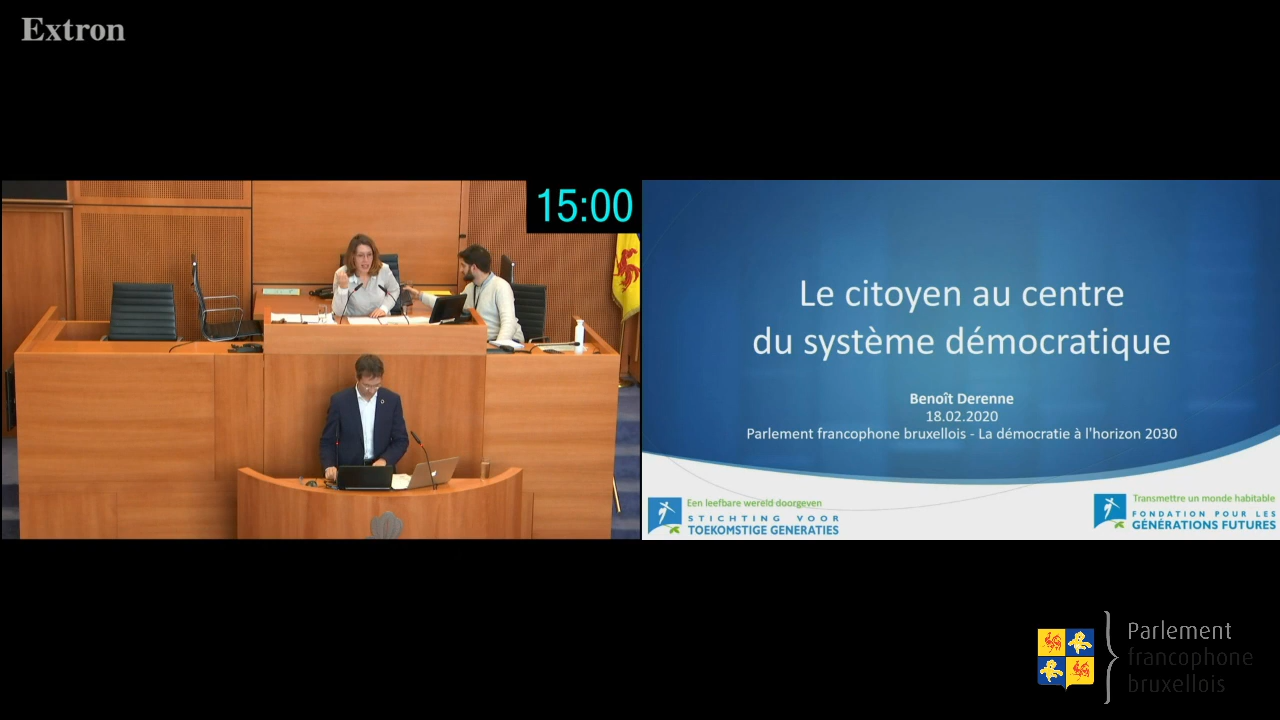 Extron
15:00
Le citoyen au centre
du système démocratique
Benoît Derenne
18.02.2020
Parlement francophone bruxellois - La démocratie à l'horizon 2030
Een leefbare wereld doorgeven
STICHTING VOOR
TOEKOMSTIGE GENERATIES
Transmettre un monde habitable
FONDATION POUR LES
GÉNÉRATIONS FUTURES
Parlement
francophone
bruxellois